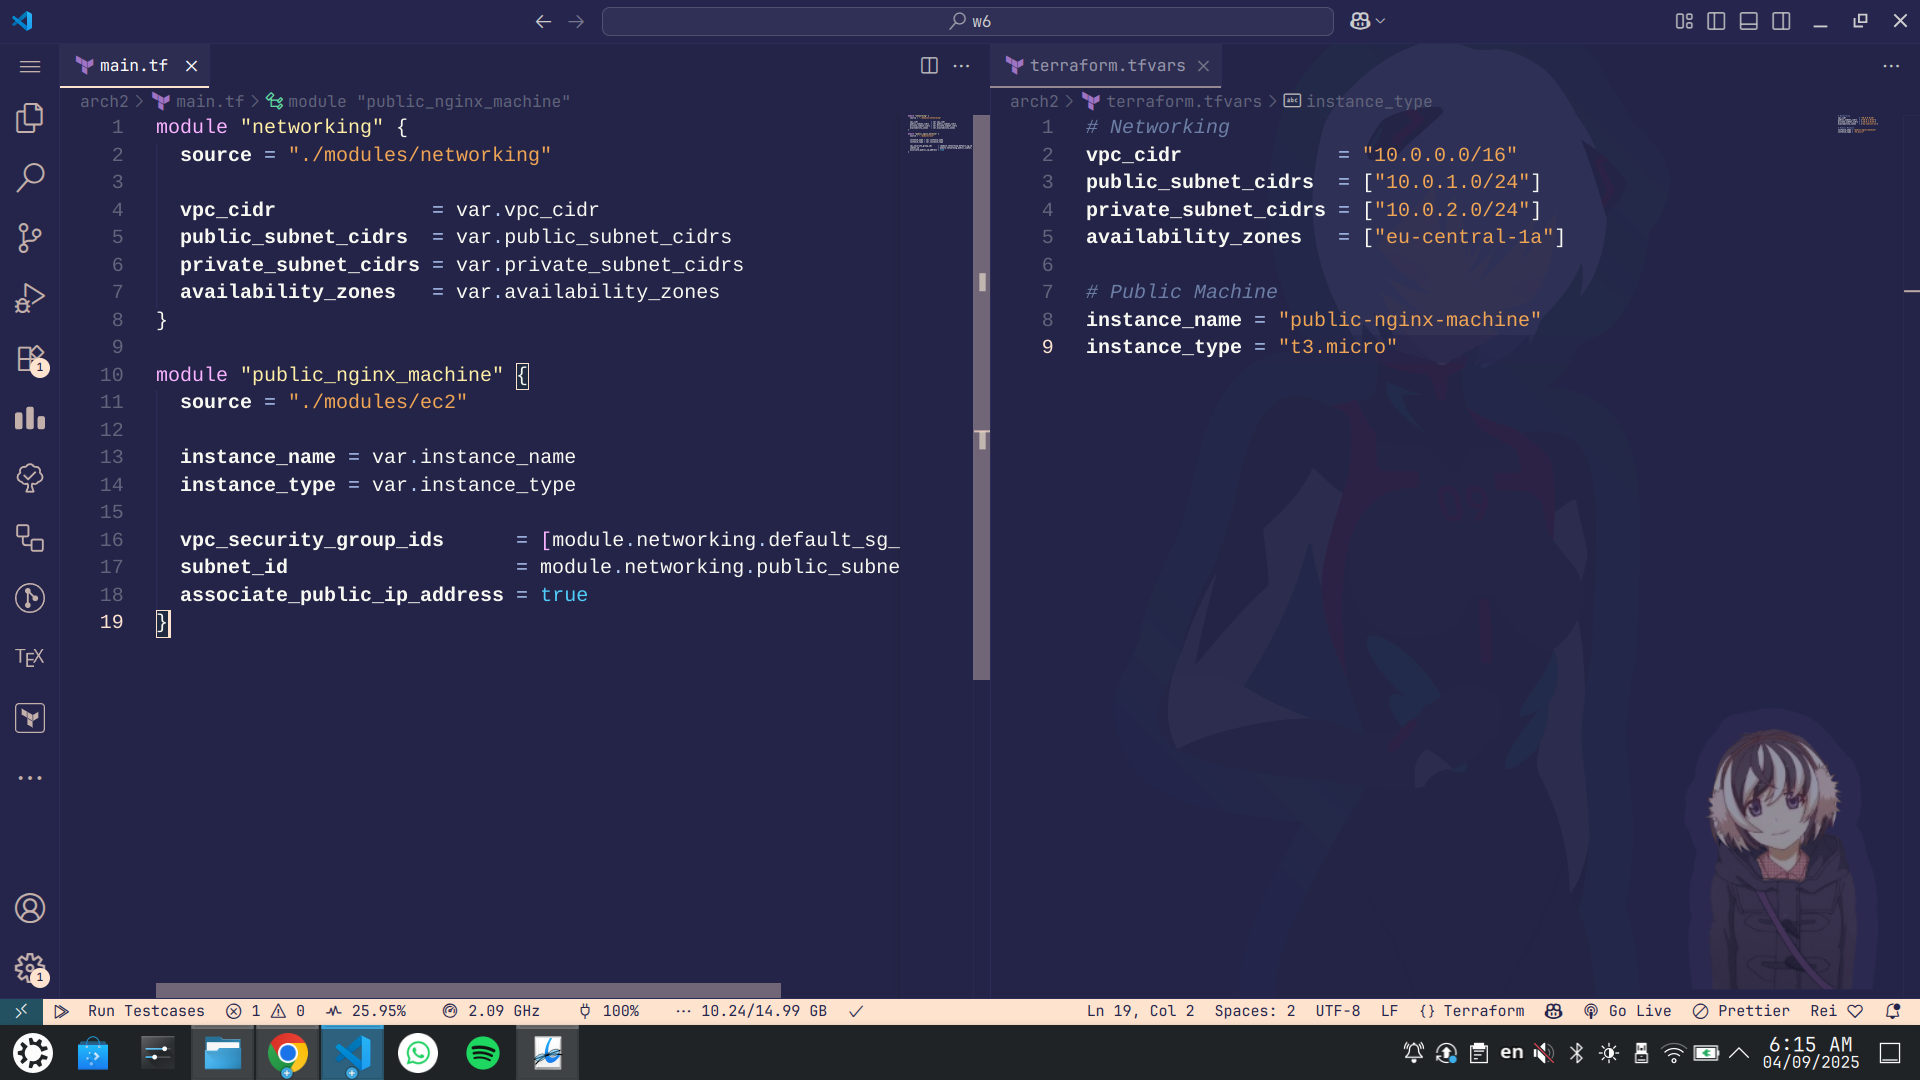 w6
main.tf
arch2 > main.tf > module "public_nginx_machine"
1 module "networking" {
2 source = "./modules/networking"
3
4 vpc_cidr = var.vpc_cidr
5 public_subnet_cidrs = var.public_subnet_cidrs
6 private_subnet_cidrs = var.private_subnet_cidrs
7 availability_zones = var.availability_zones
8 }
9
10 module "public_nginx_machine" {
11 source = "./modules/ec2"
12
13 instance_name = var.instance_name
14 instance_type = var.instance_type
15
16 vpc_security_group_ids = [module.networking.default_sg_
17 subnet_id = module.networking.public_subne
18 associate_public_ip_address = true
19 }
terraform.tfvars
arch2 > terraform.tfvars > abc instance_type
1 # Networking
2 vpc_cidr = "10.0.0.0/16"
3 public_subnet_cidrs = ["10.0.1.0/24"]
4 private_subnet_cidrs = ["10.0.2.0/24"]
5 availability_zones = ["eu-central-1a"]
6
7 # Public Machine
8 instance_name = "public-nginx-machine"
9 instance_type = "t3.micro"
1
TEX
1
Run Testcases 1 0 25.95% 2.09 GHz 100% ··· 10.24/14.99 GB Ln 19, Col 2 Spaces: 2 UTF-8 LF {} Terraform Go Live Prettier Rei
en 6:15 AM
04/09/2025